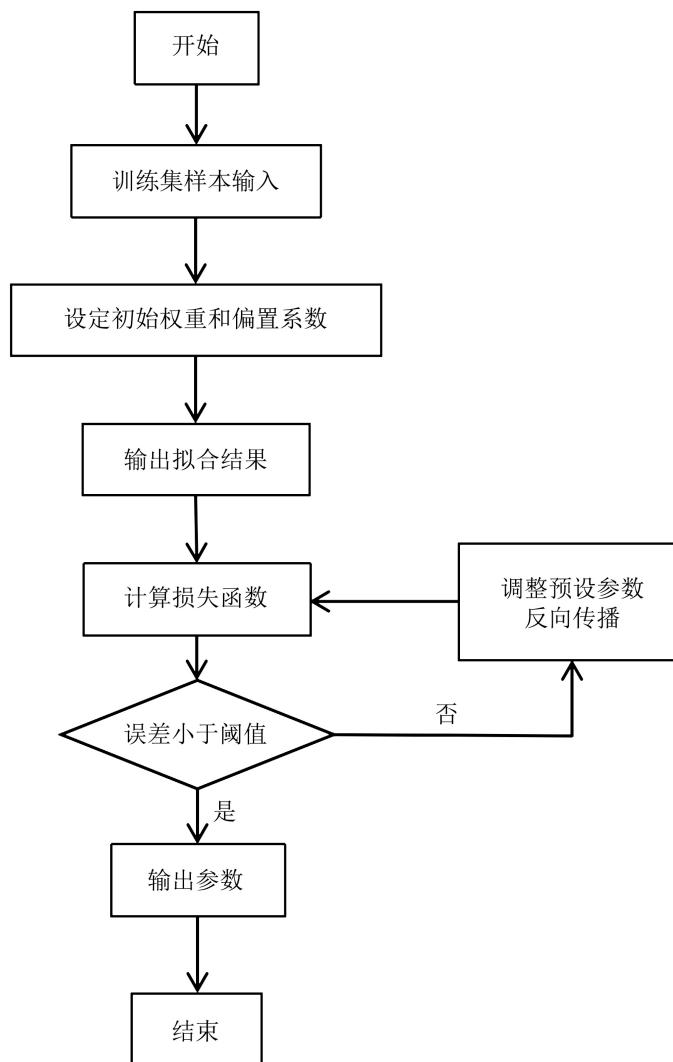 开始
训练集样本输入
设定初始权重和偏置系数
输出拟合结果
计算损失函数
调整预设参数
反向传播
误差小于阈值
否
是
输出参数
结束